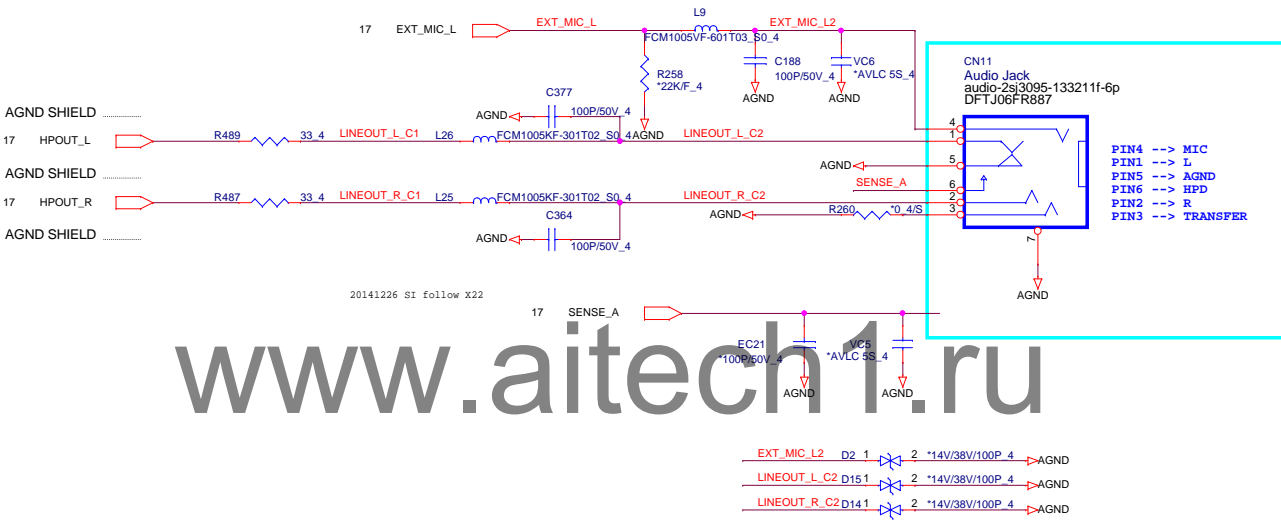 L9
17 EXT_MIC_L EXT_MIC_L EXT_MIC_L2
FCM1005VF-601T03_S0_4
C188
100P/50V_4
VC6
*AVLC 5S_4
R258
*22K/F_4
AGND
AGND
AGND
CN11
Audio Jack
audio-2sj3095-133211f-6p
DFTJ06FR887
C377
100P/50V_4
AGND
AGND SHIELD
17 HPOUT_L R489 33_4 LINEOUT_L_C1 L26 FCM1005KF-301T02_S0_4 LINEOUT_L_C2
4
1
5
6
2
3
7
AGND
SENSE_A
PIN4 --> MIC
PIN1 --> L
PIN5 --> AGND
PIN6 --> HPD
PIN2 --> R
PIN3 --> TRANSFER
AGND SHIELD
17 HPOUT_R R487 33_4 LINEOUT_R_C1 L25 FCM1005KF-301T02_S0_4 LINEOUT_R_C2
AGND R260 *0_4/S
C364
AGND
100P/50V_4
AGND SHIELD
AGND
20141226 SI follow X22
17 SENSE_A
EC21
*100P/50V_4
VC5
*AVLC 5S_4
AGND
AGND
www.aitech1.ru
EXT_MIC_L2 D2 1 2 *14V/38V/100P_4 AGND
LINEOUT_L_C2 D15 1 2 *14V/38V/100P_4 AGND
LINEOUT_R_C2 D14 1 2 *14V/38V/100P_4 AGND